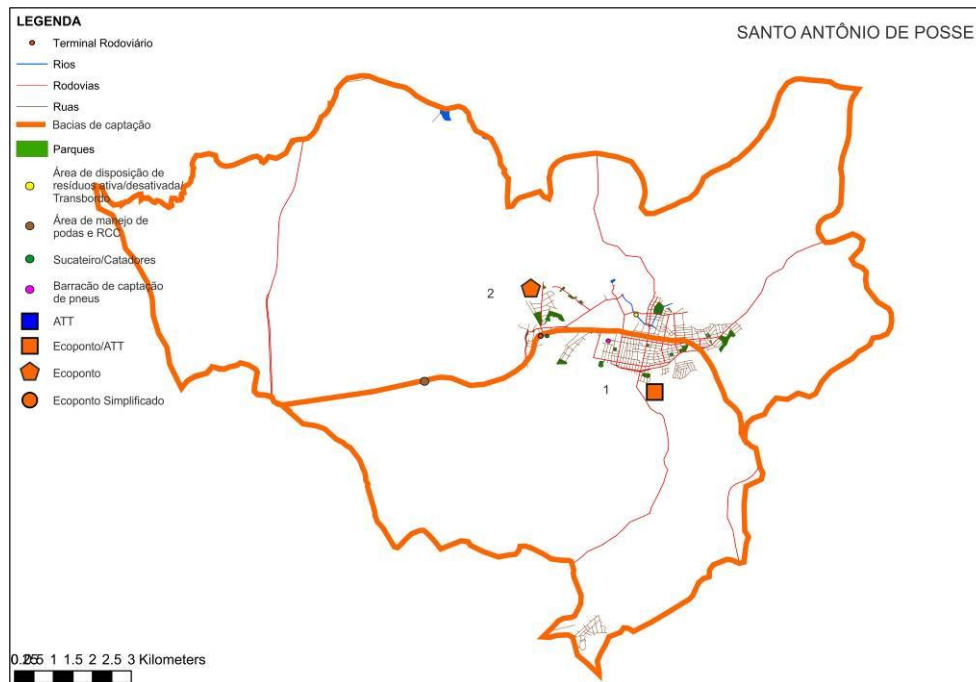 LEGENDA
SANTO ANTÔNIO DE POSSE
Terminal Rodoviário
Rios
Rodovias
Ruas
Bacias de captação
Parques
Área de disposição de
resíduos ativa/desativada/
Transbordo
Área de manejo de
podas e RCC
Sucateiro/Catadores
Barracão de captação
de pneus
ATT
Ecoponto/ATT
Ecoponto
Ecoponto Simplificado
2
1
1 1.5 2 2.5 3 Kilometers